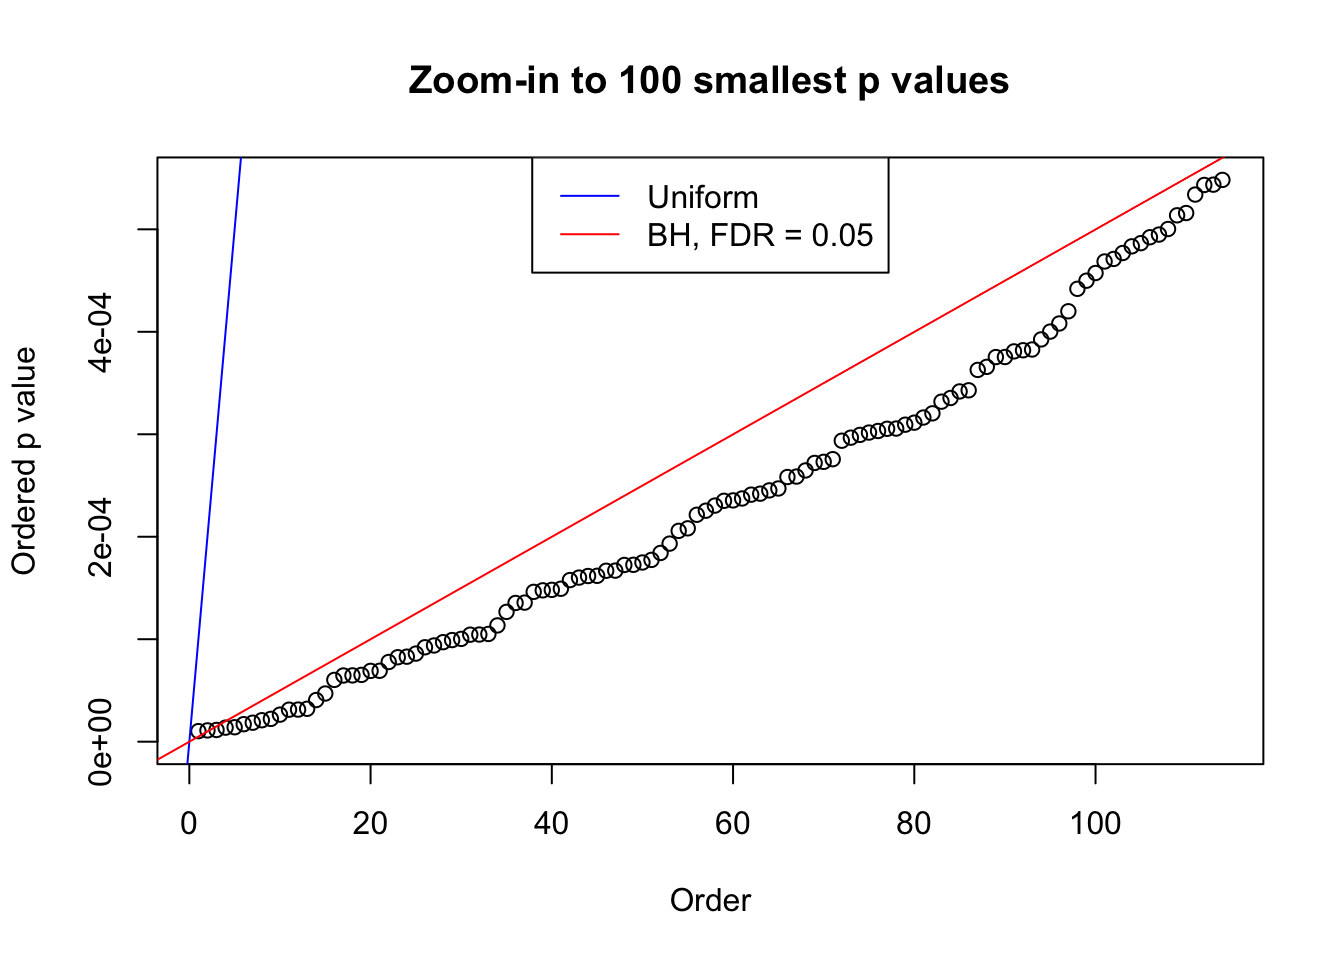 Zoom-in to 100 smallest p values
Uniform
BH, FDR = 0.05
Ordered p value
4e-04
2e-04
0e+00
0 20 40 60 80 100
Order